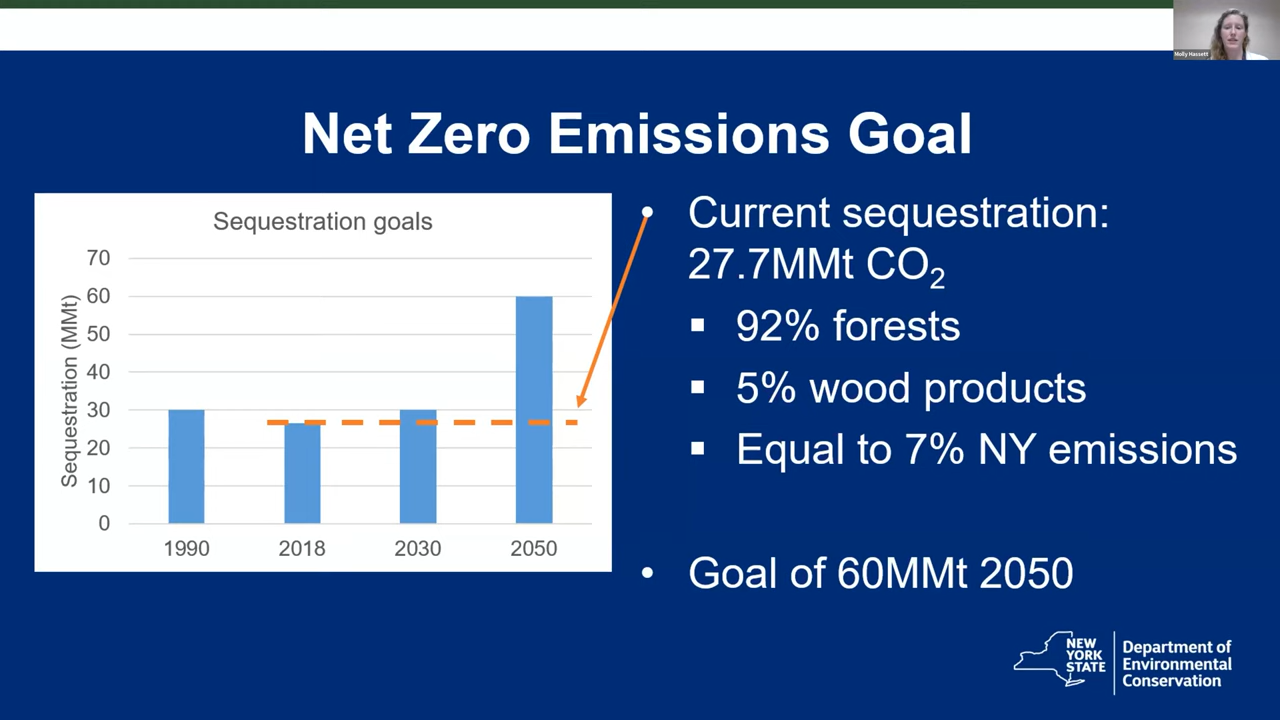 Molly Hassett
Net Zero Emissions Goal
Sequestration goals
Sequestration (MMt)
70
60
50
40
30
20
10
0
1990 2018 2030 2050
• Current sequestration:
27.7MMt CO₂
▪ 92% forests
▪ 5% wood products
▪ Equal to 7% NY emissions
• Goal of 60MMt 2050
NEW
YORK
STATE
Department of
Environmental
Conservation